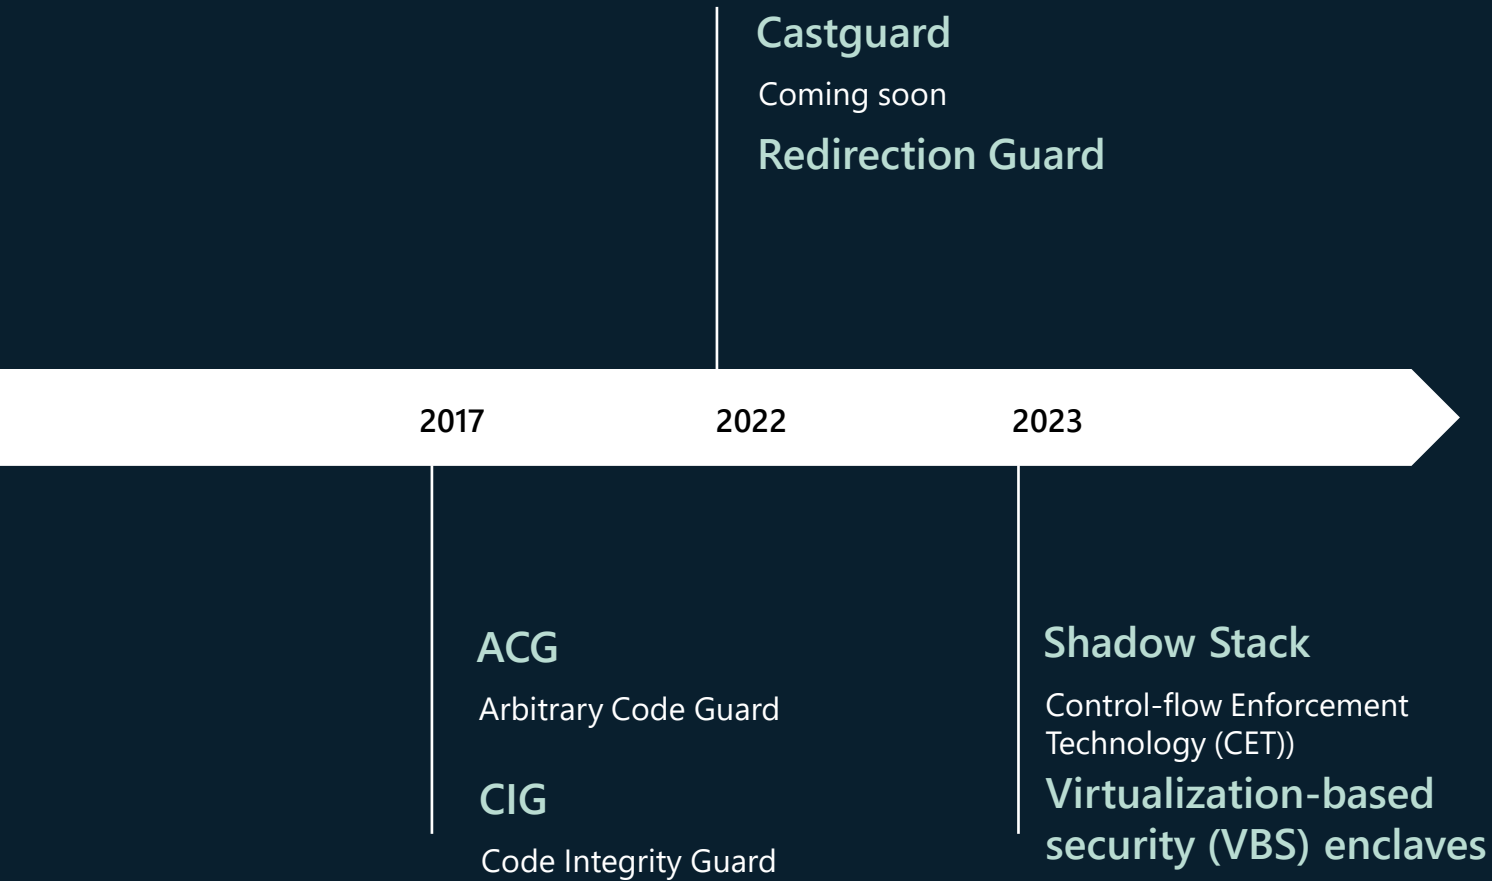 Castguard
Coming soon
Redirection Guard
2017
2022
2023
ACG
Arbitrary Code Guard
CIG
Code Integrity Guard
Shadow Stack
Control-flow Enforcement
Technology (CET))
Virtualization-based
security (VBS) enclaves